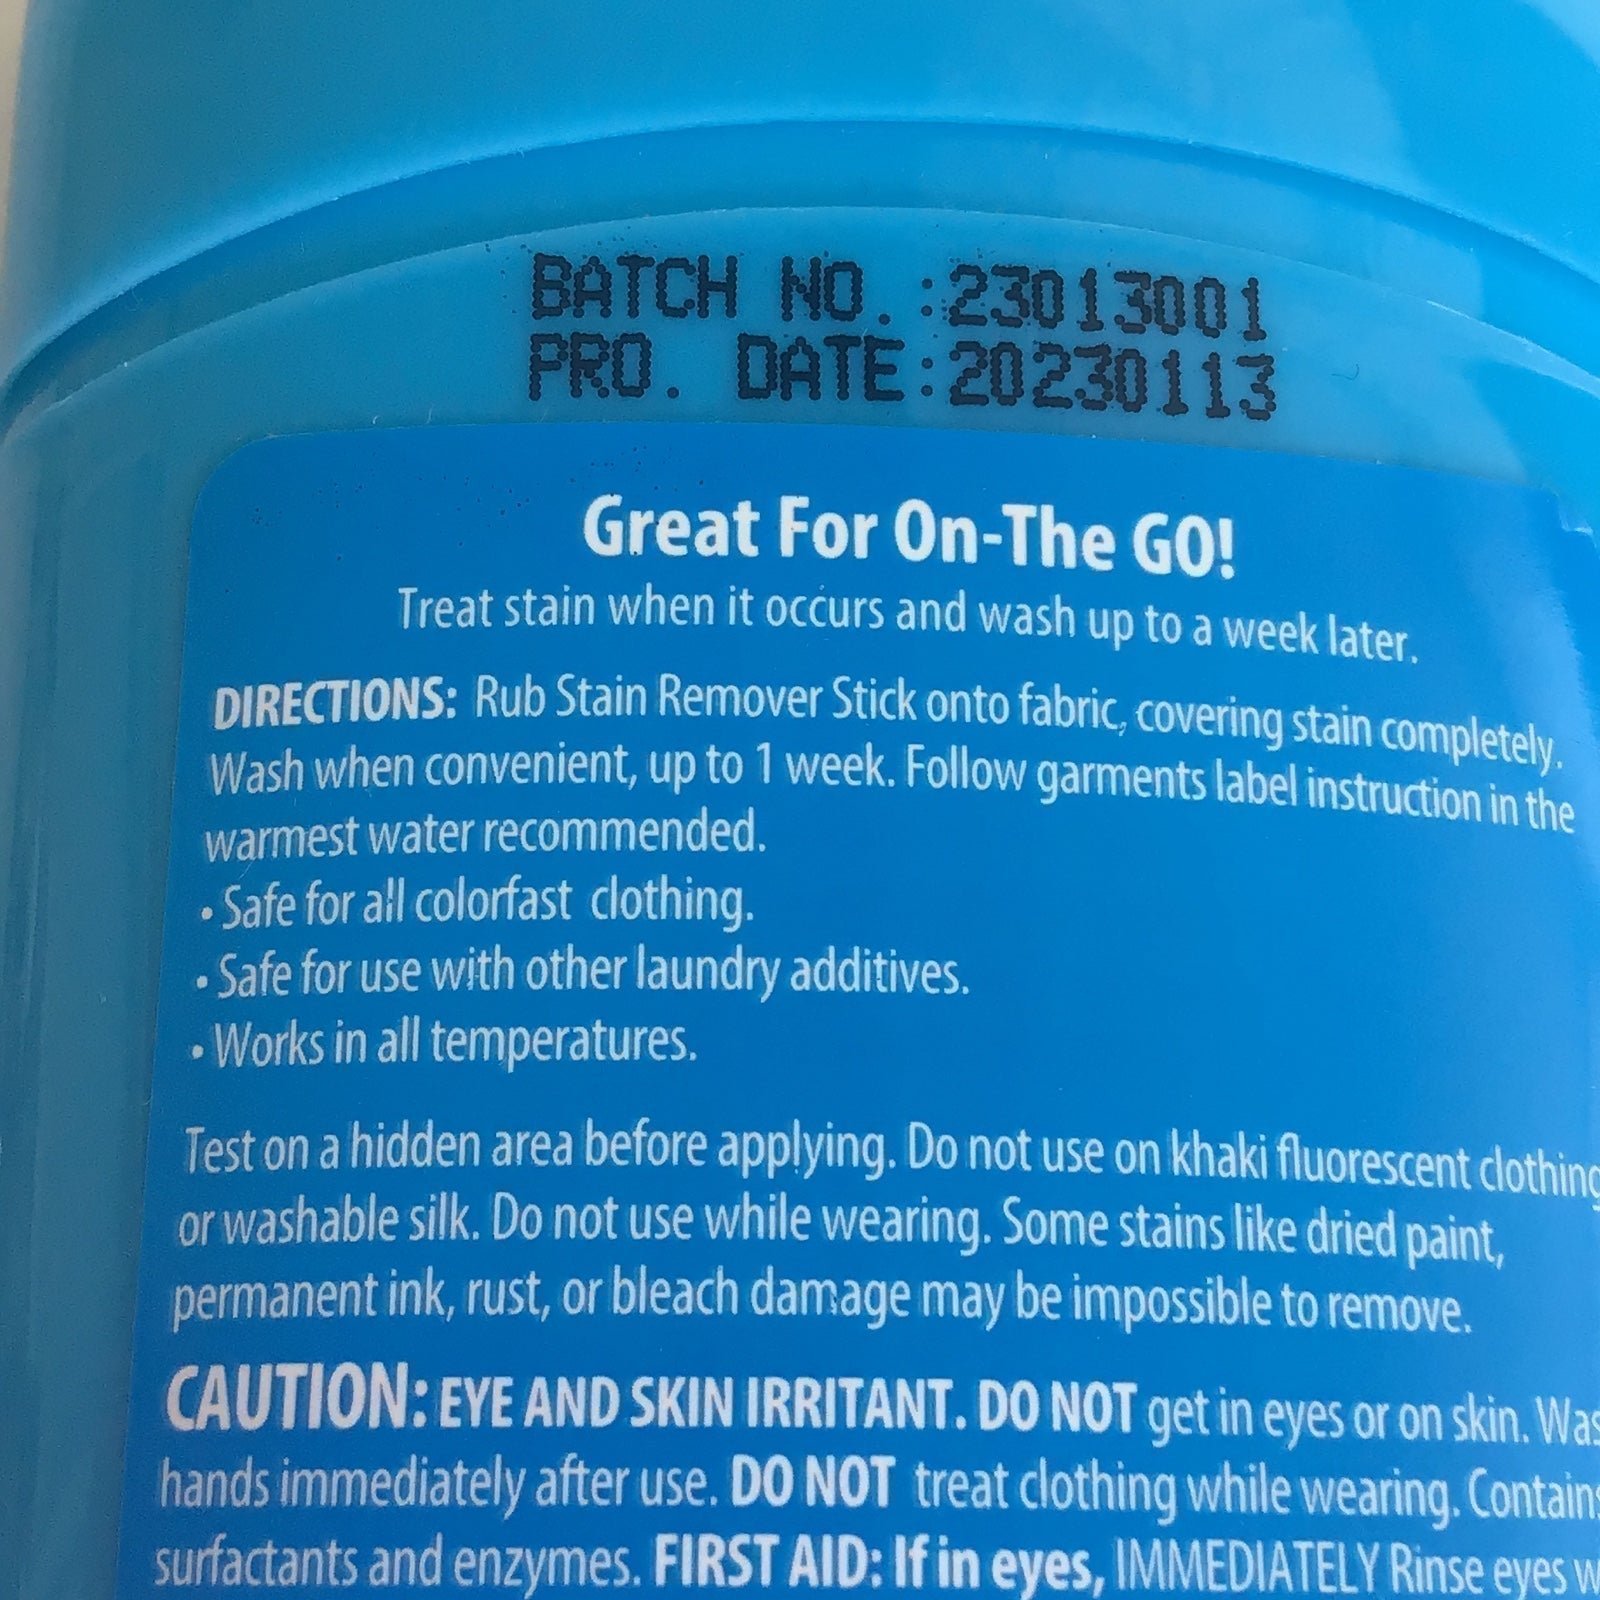 BATCH NO.:23013001
PRO. DATE:20230113
Great For On-The GO!
Treat stain when it occurs and wash up to a week later.
DIRECTIONS: Rub Stain Remover Stick onto fabric, covering stain completely.
Wash when convenient, up to 1 week. Follow garments label instruction in the
warmest water recommended.
• Safe for all colorfast clothing.
• Safe for use with other laundry additives.
• Works in all temperatures.
Test on a hidden area before applying. Do not use on khaki fluorescent clothing
or washable silk. Do not use while wearing. Some stains like dried paint,
permanent ink, rust, or bleach damage may be impossible to remove.
CAUTION: EYE AND SKIN IRRITANT. DO NOT get in eyes or on skin. Was
hands immediately after use. DO NOT treat clothing while wearing. Contains
surfactants and enzymes. FIRST AID: If in eyes, IMMEDIATELY Rinse eyes w